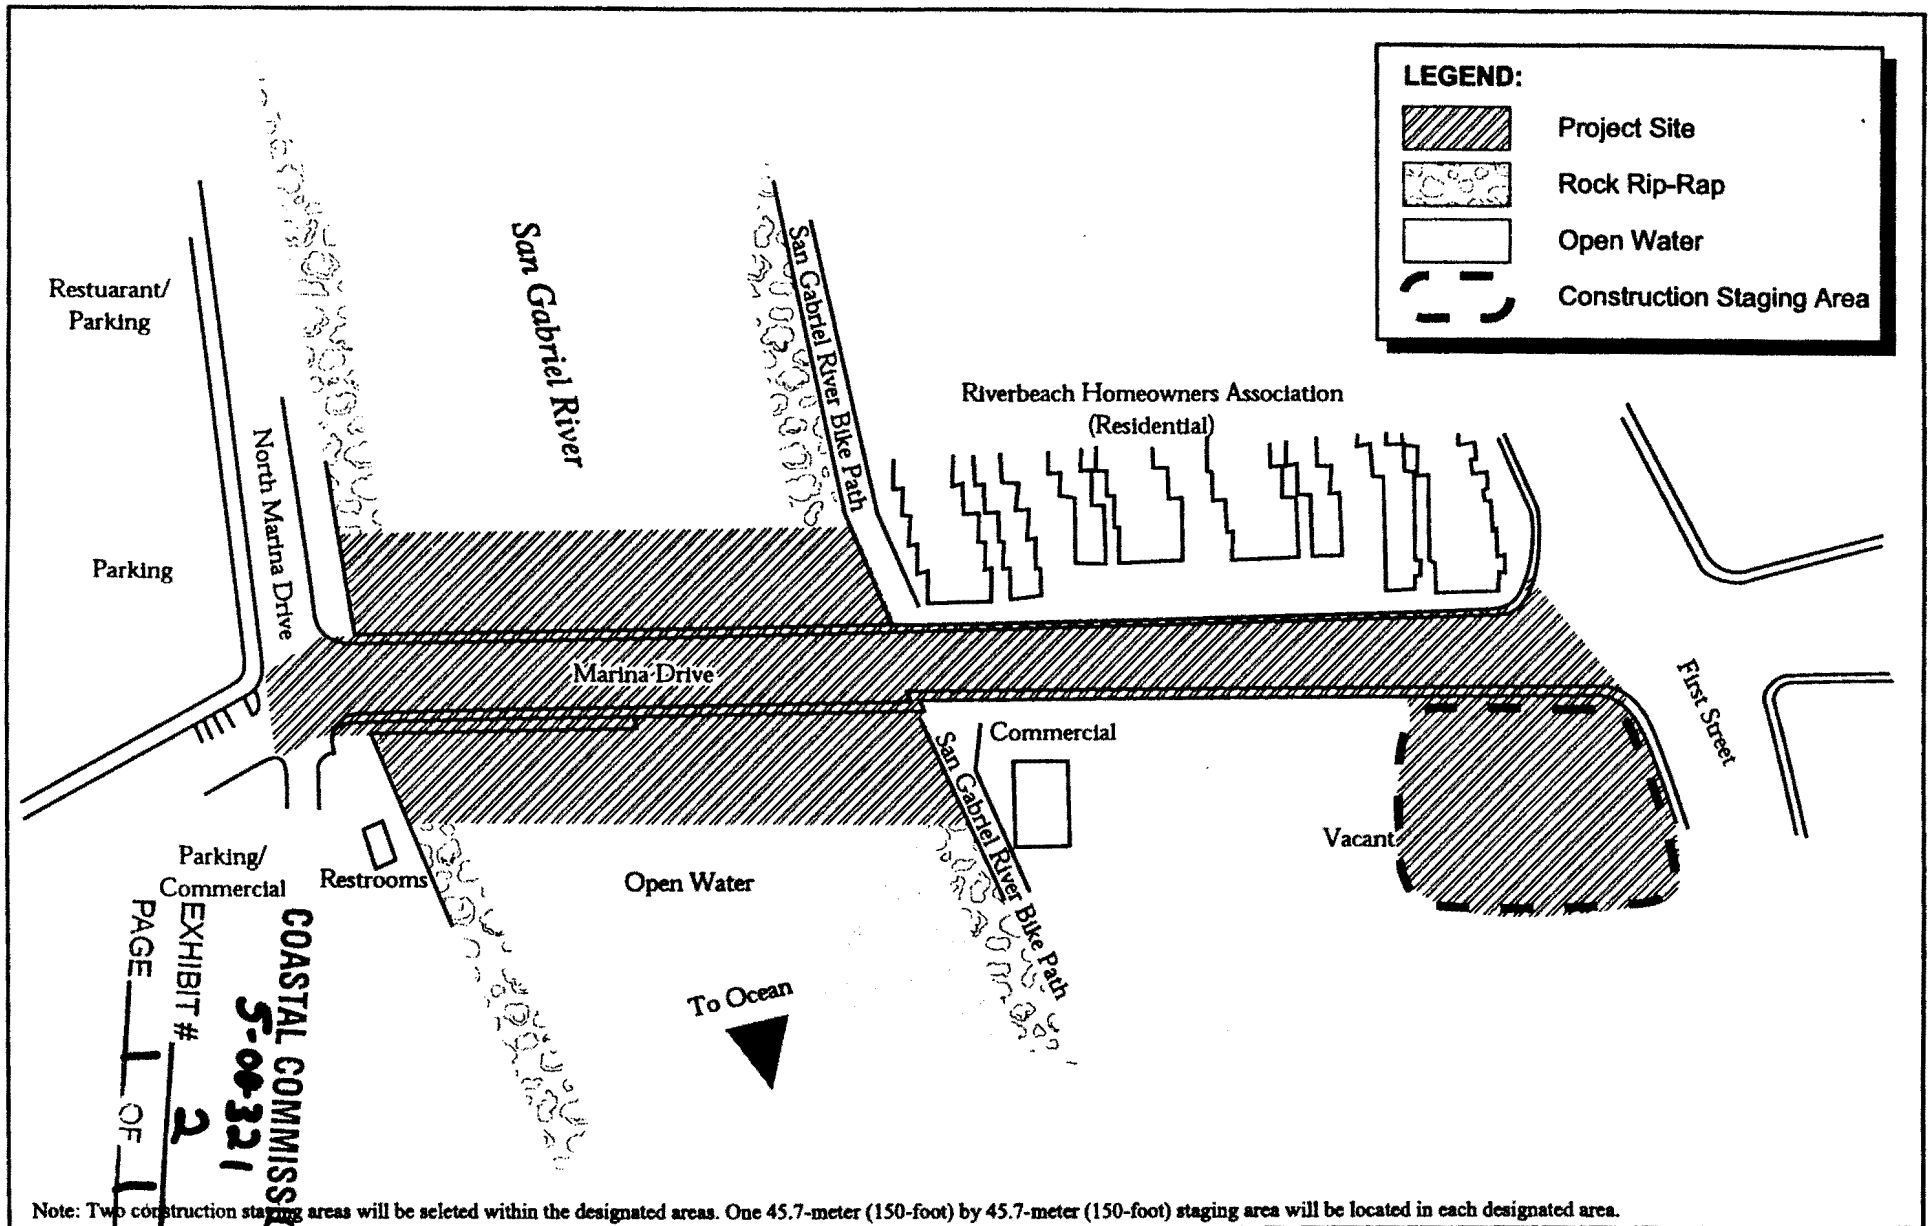 LEGEND:
Project Site
Rock Rip-Rap
Open Water
Construction Staging Area
San Gabriel River
San Gabriel River Bike Path
Restuarant/
Parking
Riverbeach Homeowners Association
(Residential)
North Marina Drive
Parking
Marina Drive
First Street
Commercial
San Gabriel River Bike Path
Vacant
Parking/
Commercial
Restrooms
Open Water
To Ocean
COASTAL COMMISS
5-00-321
EXHIBIT # 2
PAGE 1 OF 1
Note: Two construction staging areas will be seleted within the designated areas. One 45.7-meter (150-foot) by 45.7-meter (150-foot) staging area will be located in each designated area.